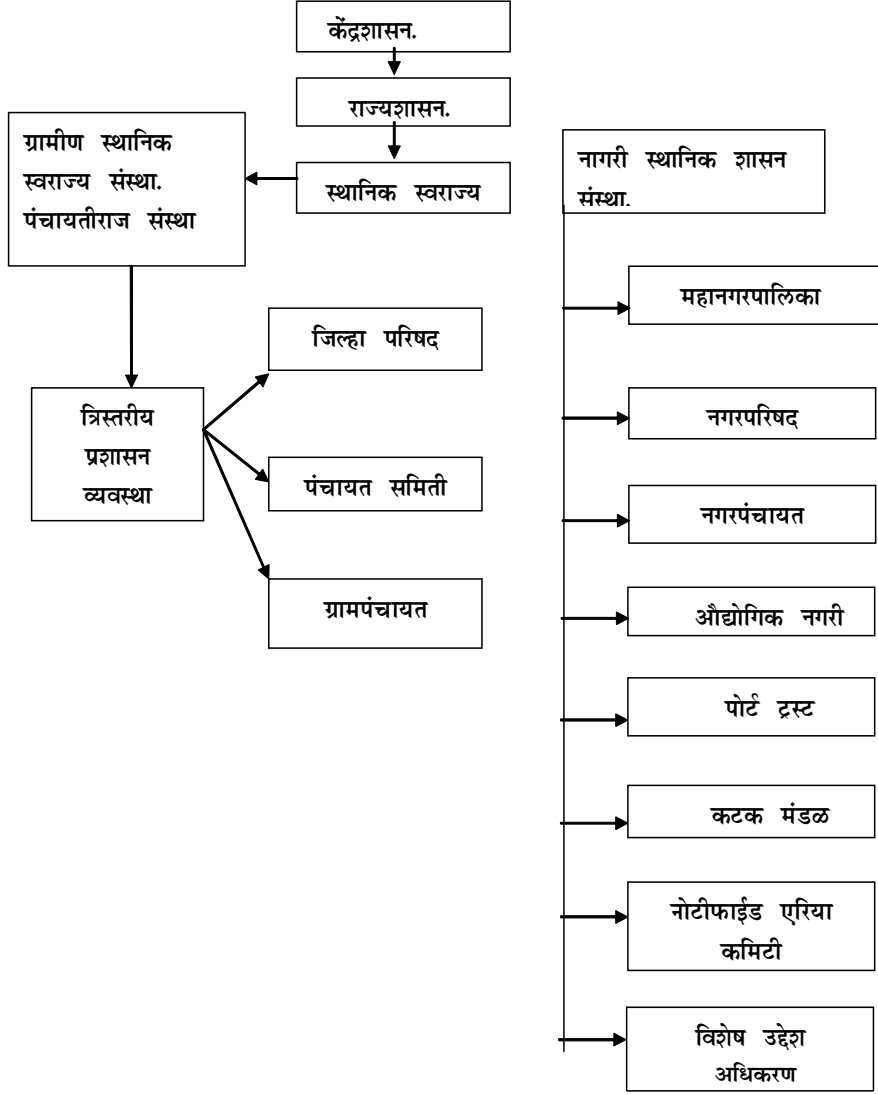 केंद्रशासन.
राज्यशासन.
स्थानिक स्वराज्य
ग्रामीण स्थानिक
स्वराज्य संस्था.
पंचायतीराज संस्था
त्रिस्तरीय
प्रशासन
व्यवस्था
जिल्हा परिषद
पंचायत समिती
ग्रामपंचायत
नागरी स्थानिक शासन
संस्था.
महानगरपालिका
नगरपरिषद
नगरपंचायत
औद्योगिक नगरी
पोर्ट ट्रस्ट
कटक मंडळ
नोटीफाईड एरिया
कमिटी
विशेष उद्देश
अधिकरण